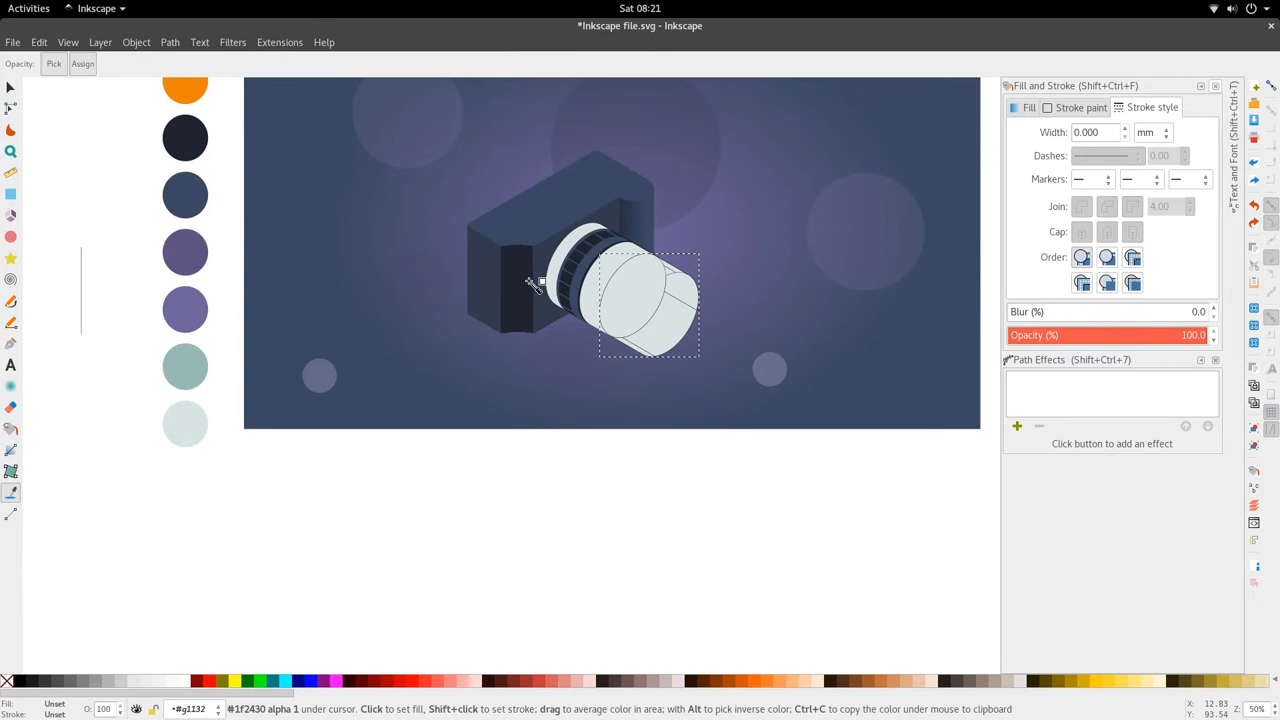 Activities
Inkscape
Sat 08:21
*Inkscape file.svg - Inkscape
File Edit View Layer Object Path Text Filters Extensions Help
Opacity: Pick Assign
Fill and Stroke (Shift+Ctrl+F)
Fill Stroke paint Stroke style
Width: 0.000 mm
Dashes: 0.00
Markers:
Join: 4.00
Cap:
Order:
Blur (%) 0.0
Opacity (%) 100.0
Path Effects (Shift+Ctrl+7)
Click button to add an effect
Text and Font (Shift+Ctrl+T)
Fill: Unset
Stroke: Unset
O: 100
•#g1132
#1f2430 alpha 1 under cursor. Click to set fill, Shift+click to set stroke; drag to average color in area; with Alt to pick inverse color; Ctrl+C to copy the color under mouse to clipboard
X: 12.83
Y: 93.54
Z: 50%